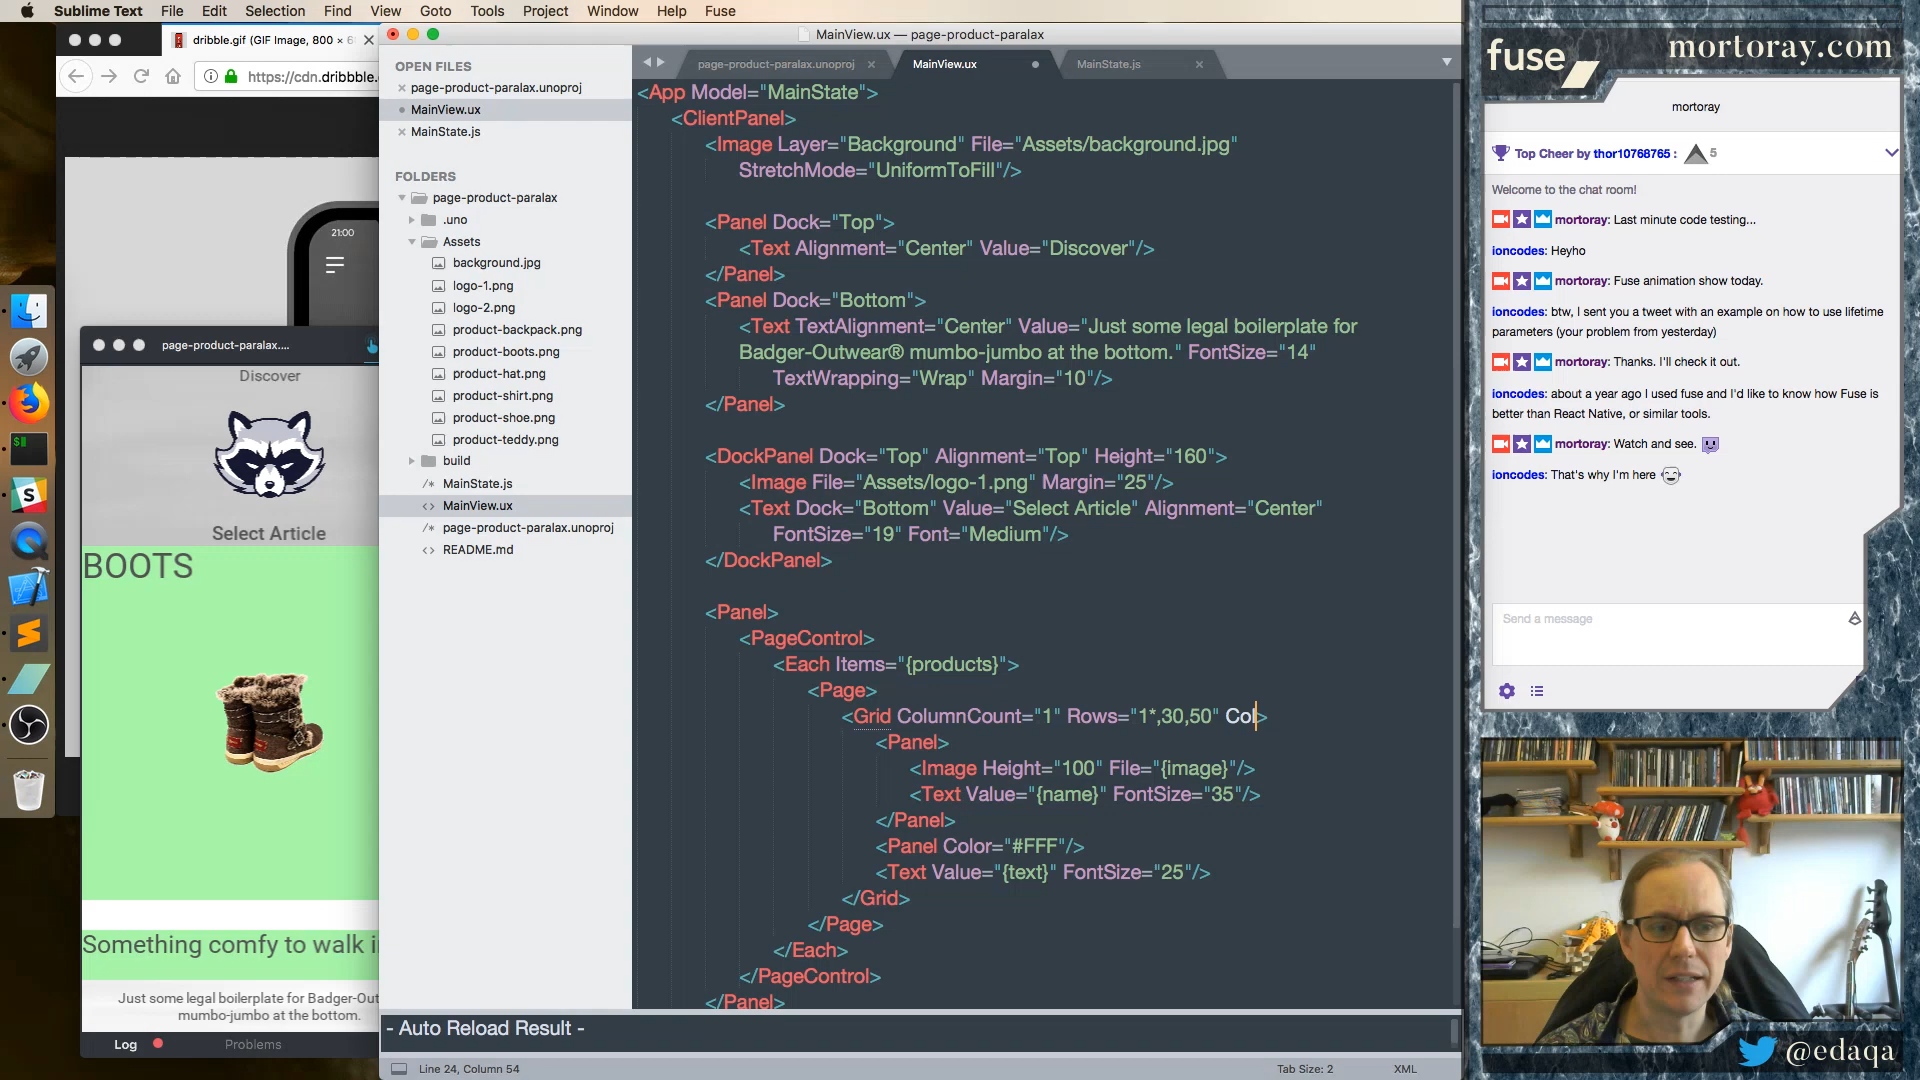 Sublime Text File Edit Selection Find View Goto Tools Project Window Help Fuse
dribble.gif (GIF Image, 800 × 6
https://cdn.dribbble.
21:00
page-product-paralax....
Discover
Select Article
BOOTS
Something comfy to walk i
Just some legal boilerplate for Badger-Out
mumbo-jumbo at the bottom.
Log Problems
MainView.ux — page-product-paralax
OPEN FILES
page-product-paralax.unoproj
MainView.ux
MainState.js
FOLDERS
page-product-paralax
.uno
Assets
background.jpg
logo-1.png
logo-2.png
product-backpack.png
product-boots.png
product-hat.png
product-shirt.png
product-shoe.png
product-teddy.png
build
MainState.js
MainView.ux
page-product-paralax.unoproj
README.md
page-product-paralax.unoproj MainView.ux MainState.js
<App Model="MainState">
<ClientPanel>
<Image Layer="Background" File="Assets/background.jpg"
StretchMode="UniformToFill"/>
<Panel Dock="Top">
<Text Alignment="Center" Value="Discover"/>
</Panel>
<Panel Dock="Bottom">
<Text TextAlignment="Center" Value="Just some legal boilerplate for
Badger-Outwear® mumbo-jumbo at the bottom." FontSize="14"
TextWrapping="Wrap" Margin="10"/>
</Panel>
<DockPanel Dock="Top" Alignment="Top" Height="160">
<Image File="Assets/logo-1.png" Margin="25"/>
<Text Dock="Bottom" Value="Select Article" Alignment="Center"
FontSize="19" Font="Medium"/>
</DockPanel>
<Panel>
<PageControl>
<Each Items="{products}">
<Page>
<Grid ColumnCount="1" Rows="1*,30,50" Col>
<Panel>
<Image Height="100" File="{image}"/>
<Text Value="{name}" FontSize="35"/>
</Panel>
<Panel Color="#FFF"/>
<Text Value="{text}" FontSize="25"/>
</Grid>
</Page>
</Each>
</PageControl>
</Panel>
- Auto Reload Result -
Line 24, Column 54 Tab Size: 2 XML
fuse mortoray.com
mortoray
Top Cheer by thor10768765 : 5
Welcome to the chat room!
mortoray: Last minute code testing...
ioncodes: Heyho
mortoray: Fuse animation show today.
ioncodes: btw, I sent you a tweet with an example on how to use lifetime
parameters (your problem from yesterday)
mortoray: Thanks. I'll check it out.
ioncodes: about a year ago I used fuse and I'd like to know how Fuse is
better than React Native, or similar tools.
mortoray: Watch and see.
ioncodes: That's why I'm here
Send a message
@edaqa